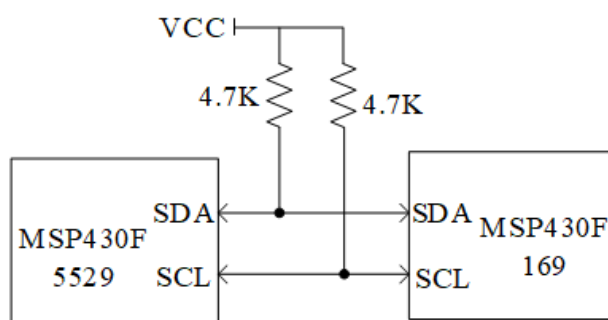 VCC
4.7K
4.7K
SDA
MSP430F
5529
SCL
SDA
MSP430F
169
SCL